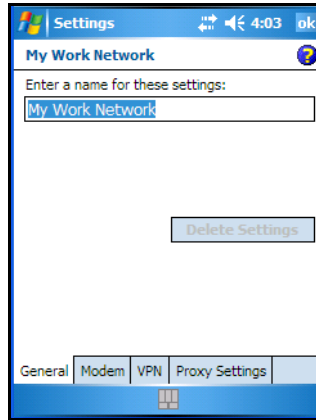 Settings 4:03 ok
My Work Network
Enter a name for these settings:
My Work Network
Delete Settings
General Modem VPN Proxy Settings